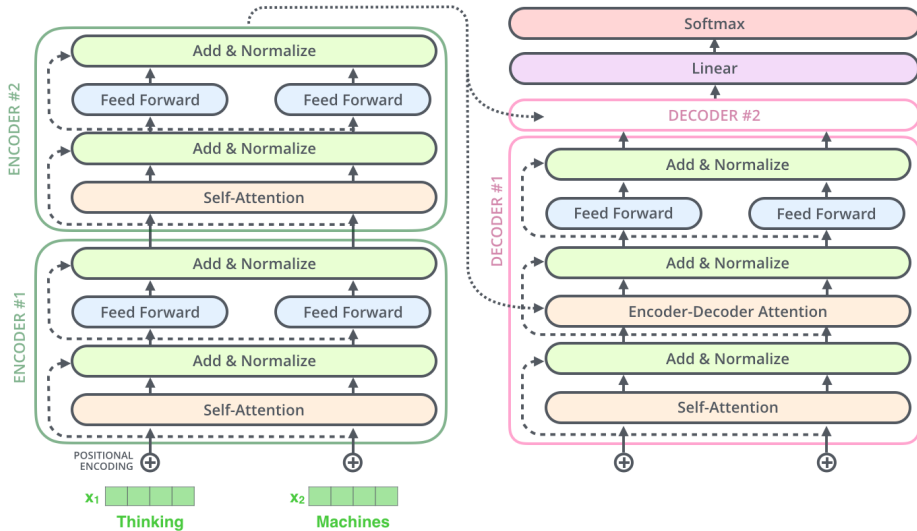 ENCODER #2
Add & Normalize
Feed Forward
Feed Forward
Add & Normalize
Self-Attention
ENCODER #1
Add & Normalize
Feed Forward
Feed Forward
Add & Normalize
Self-Attention
POSITIONAL
ENCODING
x1
x2
Thinking
Machines
Softmax
Linear
DECODER #2
DECODER #1
Add & Normalize
Feed Forward
Feed Forward
Add & Normalize
Encoder-Decoder Attention
Add & Normalize
Self-Attention